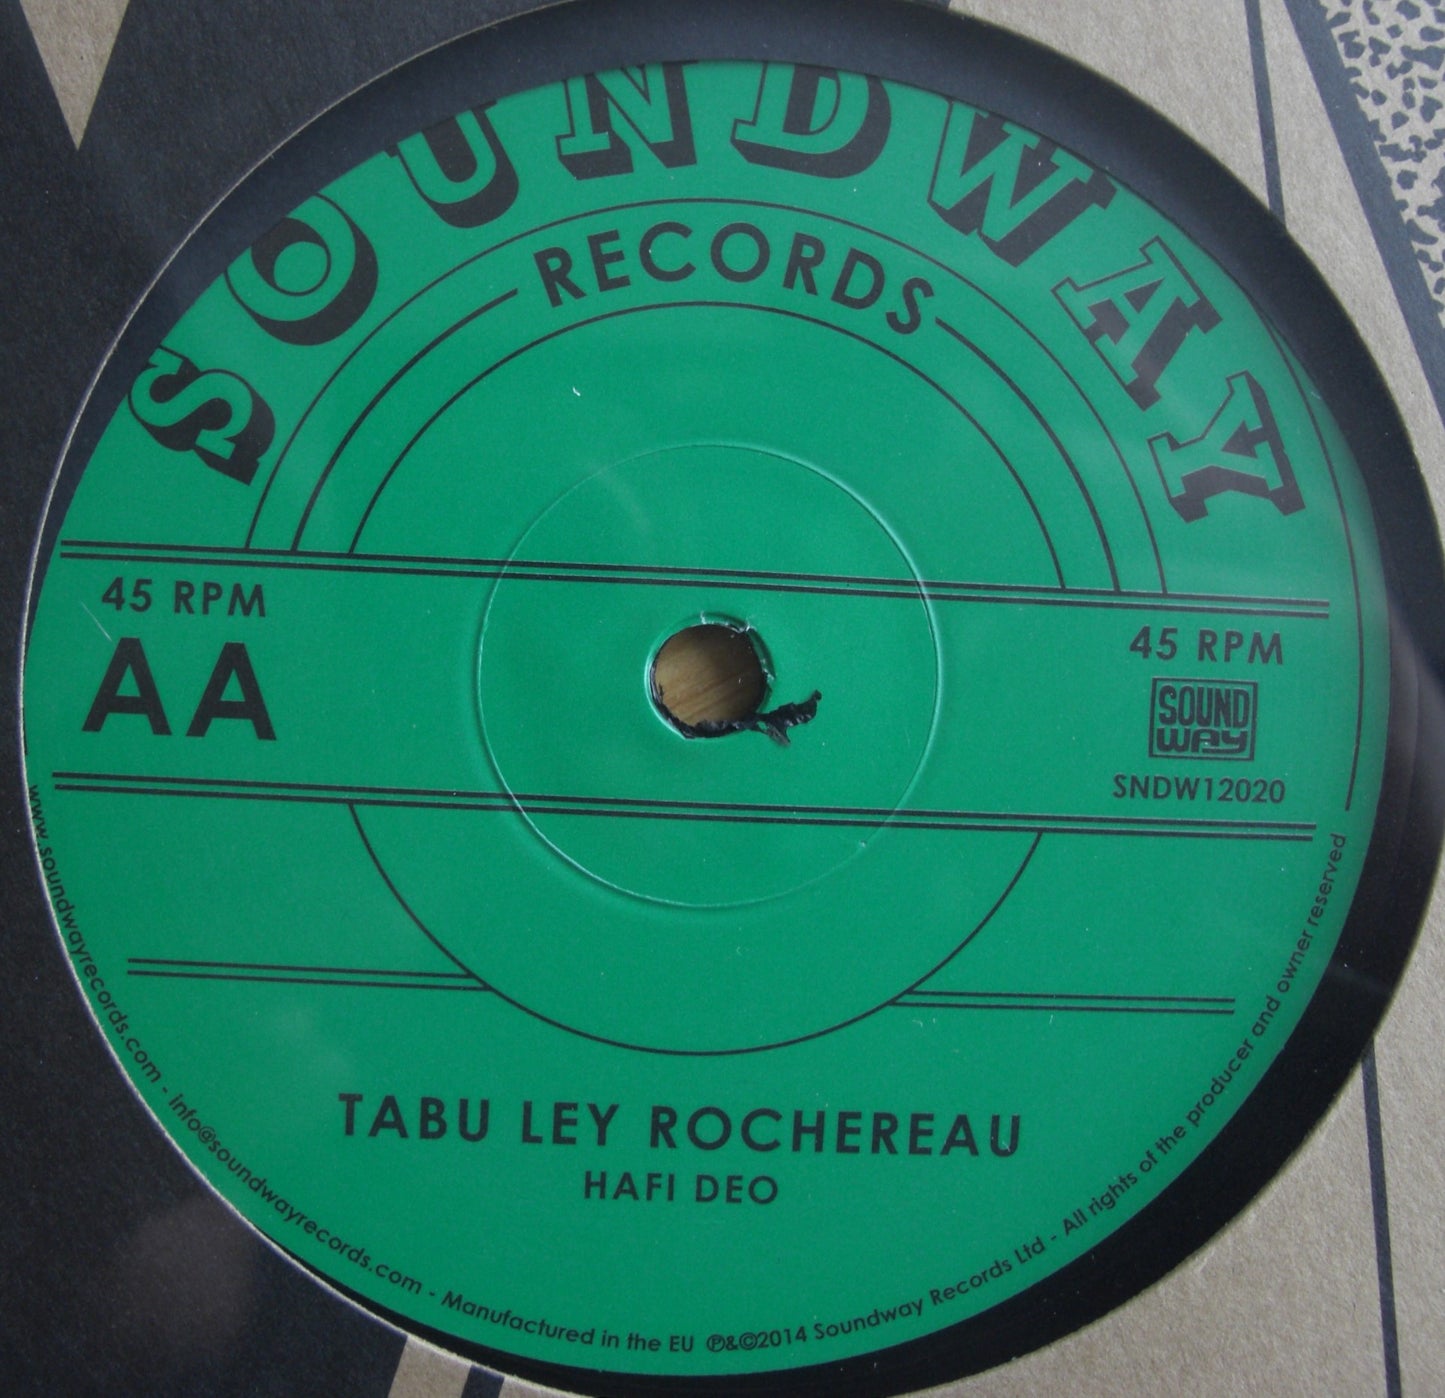 SOUNDWAY
RECORDS
45 RPM
AA
45 RPM
SOUND
WAY
SNDW12020
TABU LEY ROCHEREAU
HAFI DEO
www.soundwayrecords.com - info@soundwayrecords.com - Manufactured in the EU ℗&©2014 Soundway Records Ltd - All rights of the producer and owner reserved